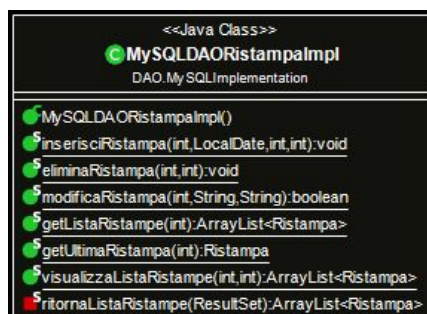 <<Java Class>>
C MySQLDAORistampaImpl
DAO.MySQLImplementation
MySQLDAORistampaImpl()
S inserisciRistampa(int,LocalDate,int,int):void
S eliminaRistampa(int,int):void
S modificaRistampa(int,String,String):boolean
S getListaRistampe(int):ArrayList<Ristampa>
S getUltimaRistampa(int):Ristampa
S visualizzaListaRistampe(int,int):ArrayList<Ristampa>
S ritornaListaRistampe(ResultSet):ArrayList<Ristampa>